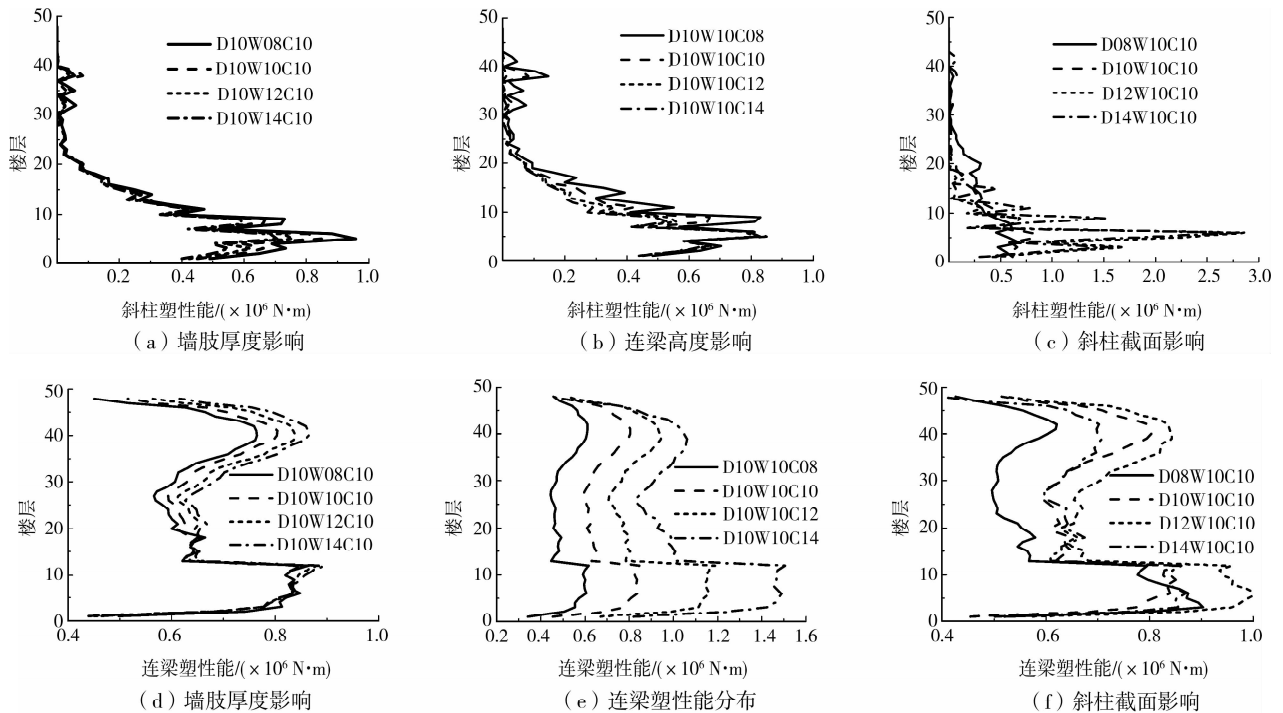 50
40
30
20
10
0
楼层
D10W08C10
D10W10C10
D10W12C10
D10W14C10
0.2 0.4 0.6 0.8 1.0
斜柱塑性能/(×10⁶ N·m)
(a)墙肢厚度影响
50
40
30
20
10
0
楼层
D10W10C08
D10W10C10
D10W10C12
D10W10C14
0.2 0.4 0.6 0.8 1.0
斜柱塑性能/(×10⁶ N·m)
(b)连梁高度影响
50
40
30
20
10
0
楼层
D08W10C10
D10W10C10
D12W10C10
D14W10C10
0.5 1.0 1.5 2.0 2.5 3.0
斜柱塑性能/(×10⁶ N·m)
(c)斜柱截面影响
50
40
30
20
10
0
楼层
D10W08C10
D10W10C10
D10W12C10
D10W14C10
0.4 0.6 0.8 1.0
连梁塑性能/(×10⁶ N·m)
(d)墙肢厚度影响
50
40
30
20
10
0
楼层
D10W10C08
D10W10C10
D10W10C12
D10W10C14
0.2 0.4 0.6 0.8 1.0 1.2 1.4 1.6
连梁塑性能/(×10⁶ N·m)
(e)连梁塑性能分布
50
40
30
20
10
0
楼层
D08W10C10
D10W10C10
D12W10C10
D14W10C10
0.4 0.6 0.8 1.0
连梁塑性能/(×10⁶ N·m)
(f)斜柱截面影响